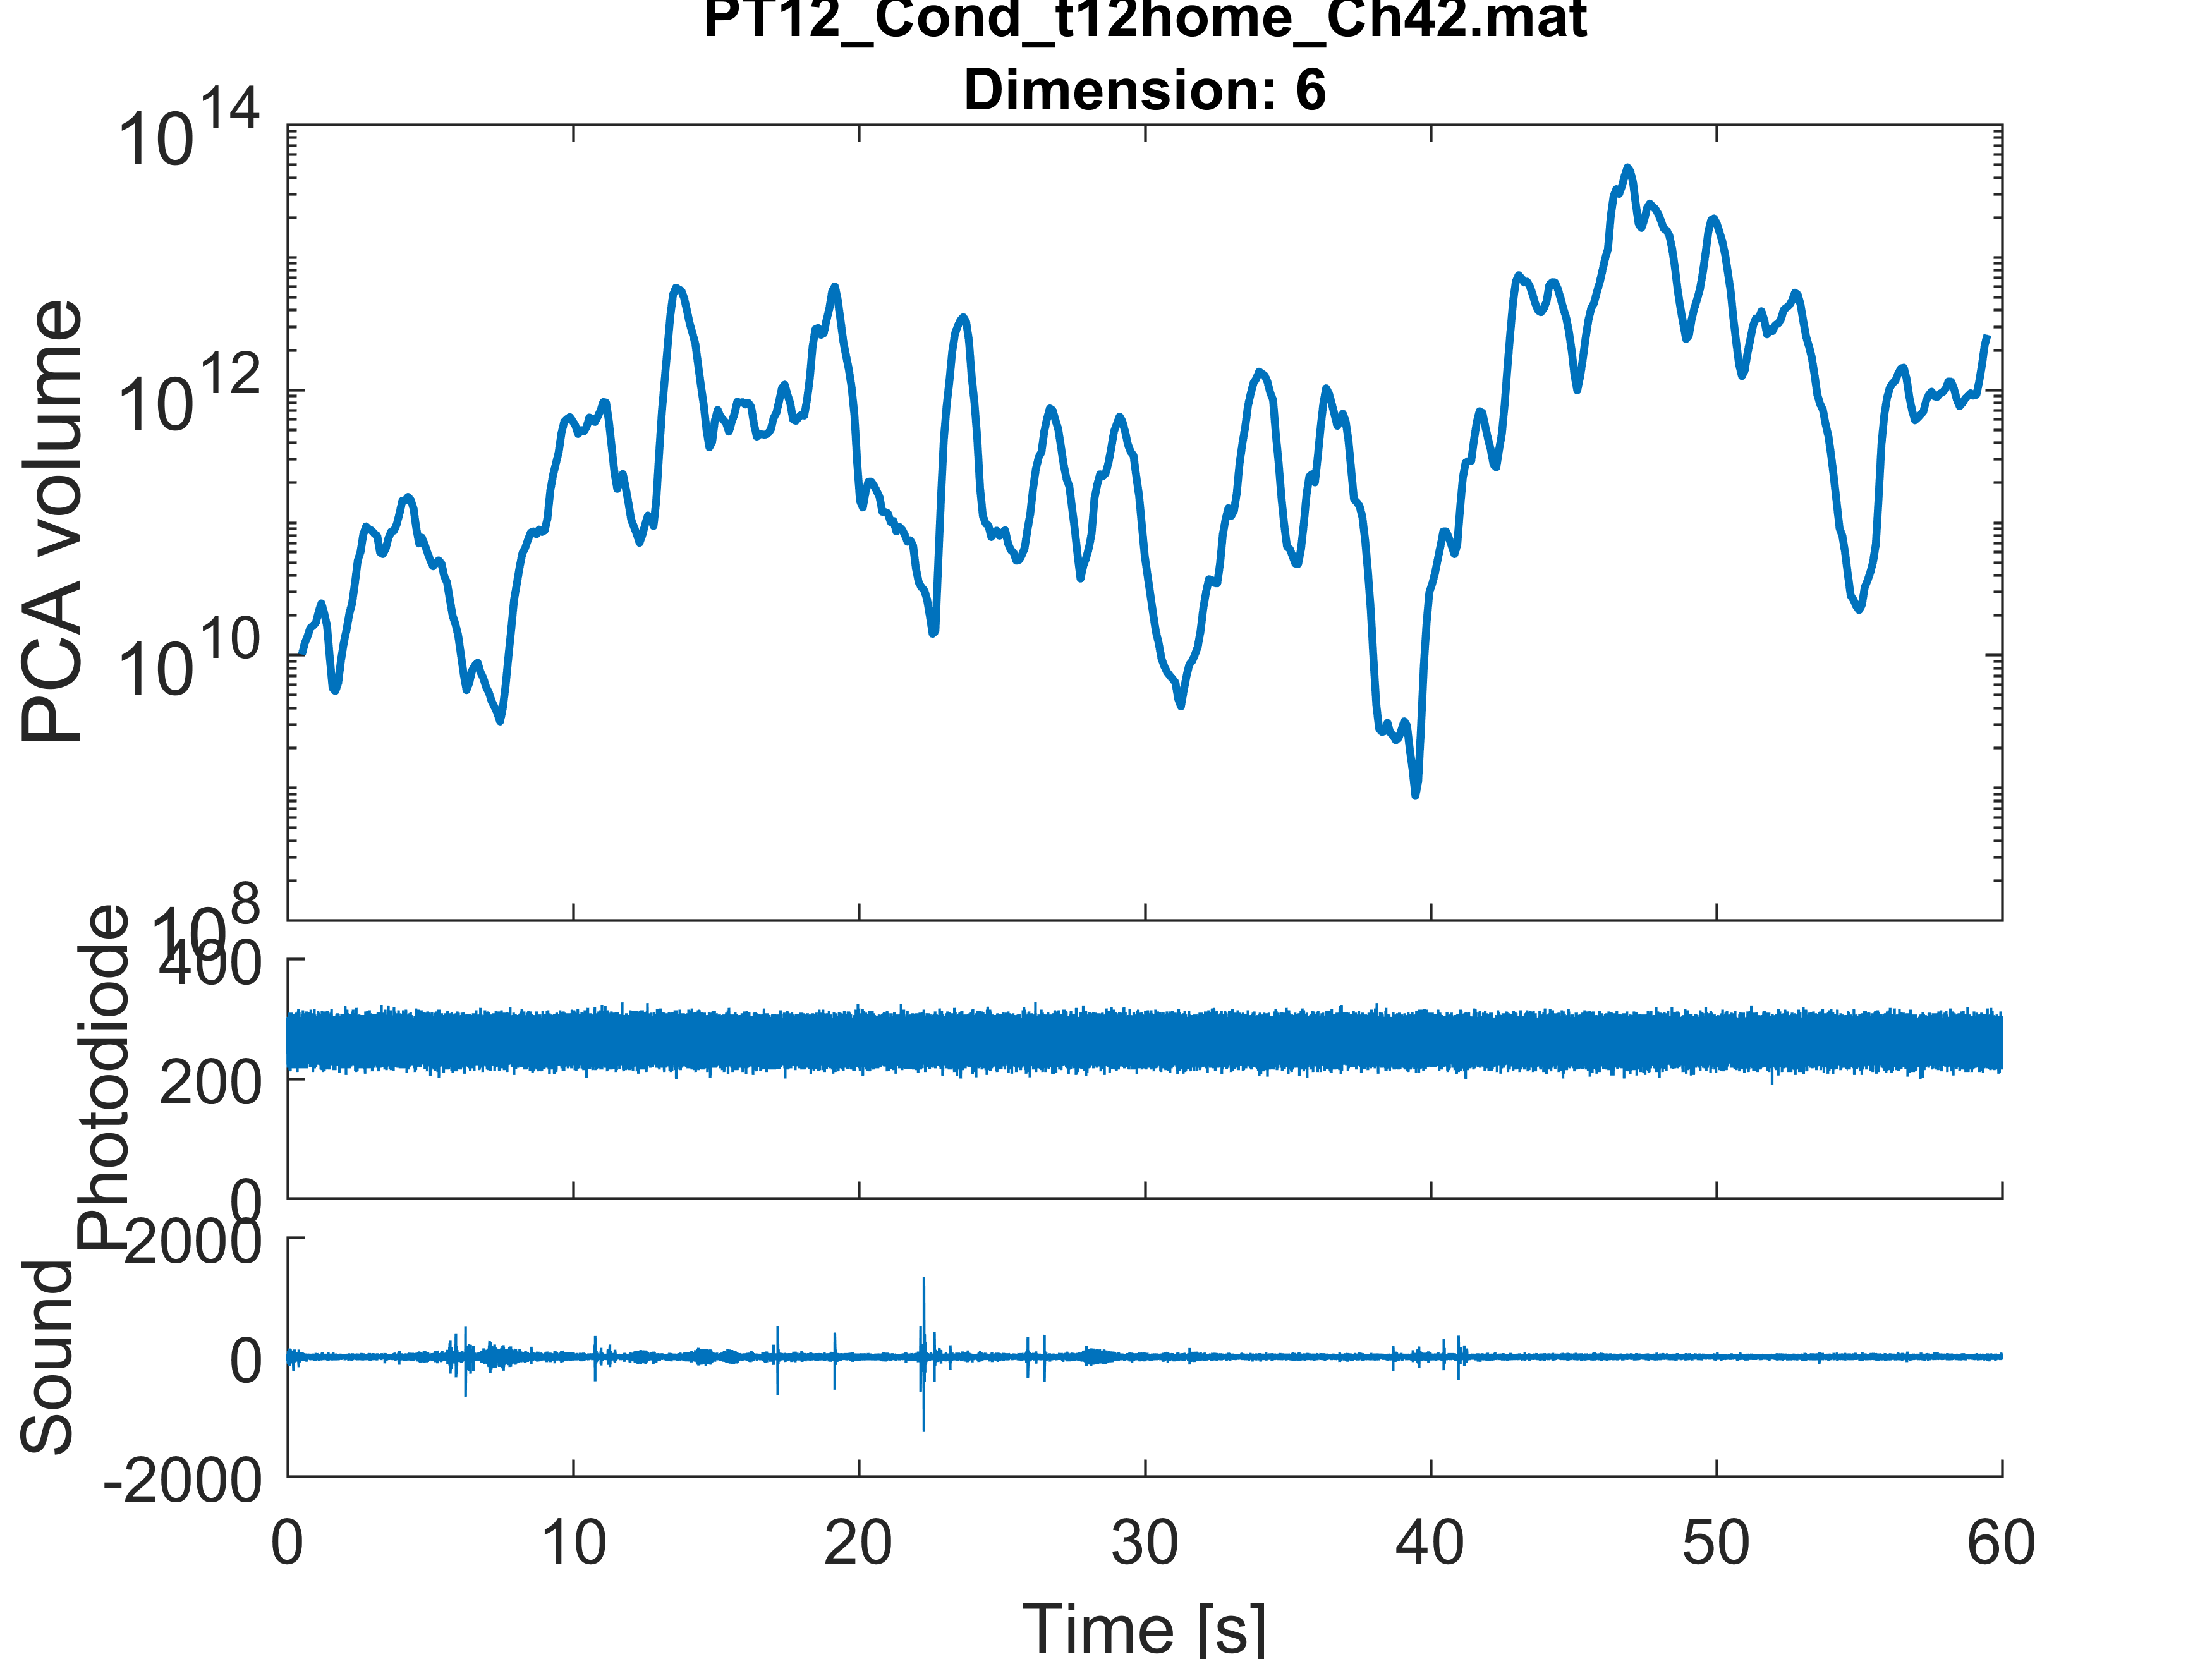 PT12_Cond_t12home_Ch42.mat
Dimension: 6
PCA volume
10^14
10^12
10^10
10^8
Photodiode
400
200
0
Sound
2000
0
-2000
0 10 20 30 40 50 60
Time [s]